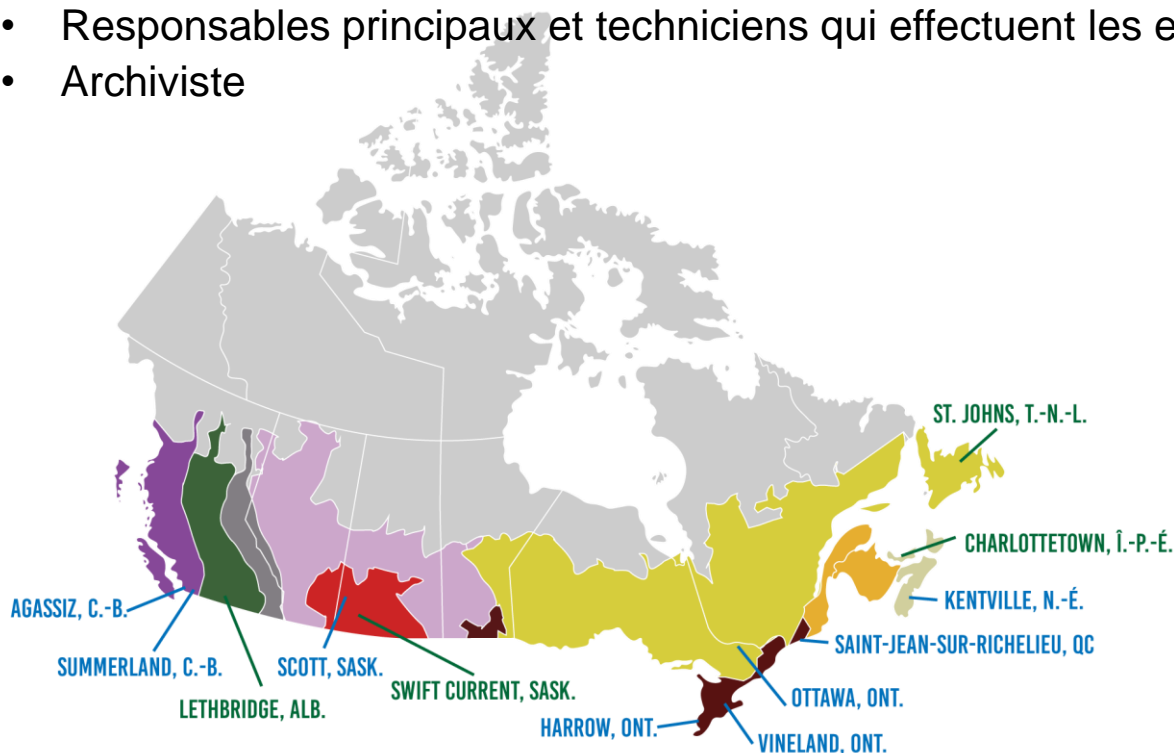 • Responsables principaux et techniciens qui effectuent les e
• Archiviste
ST. JOHNS, T.-N.-L.
CHARLOTTETOWN, Î.-P.-É.
KENTVILLE, N.-É.
AGASSIZ, C.-B.
SAINT-JEAN-SUR-RICHELIEU, QC
SUMMERLAND, C.-B.
SCOTT, SASK.
SWIFT CURRENT, SASK.
OTTAWA, ONT.
LETHBRIDGE, ALB.
HARROW, ONT.
VINELAND, ONT.